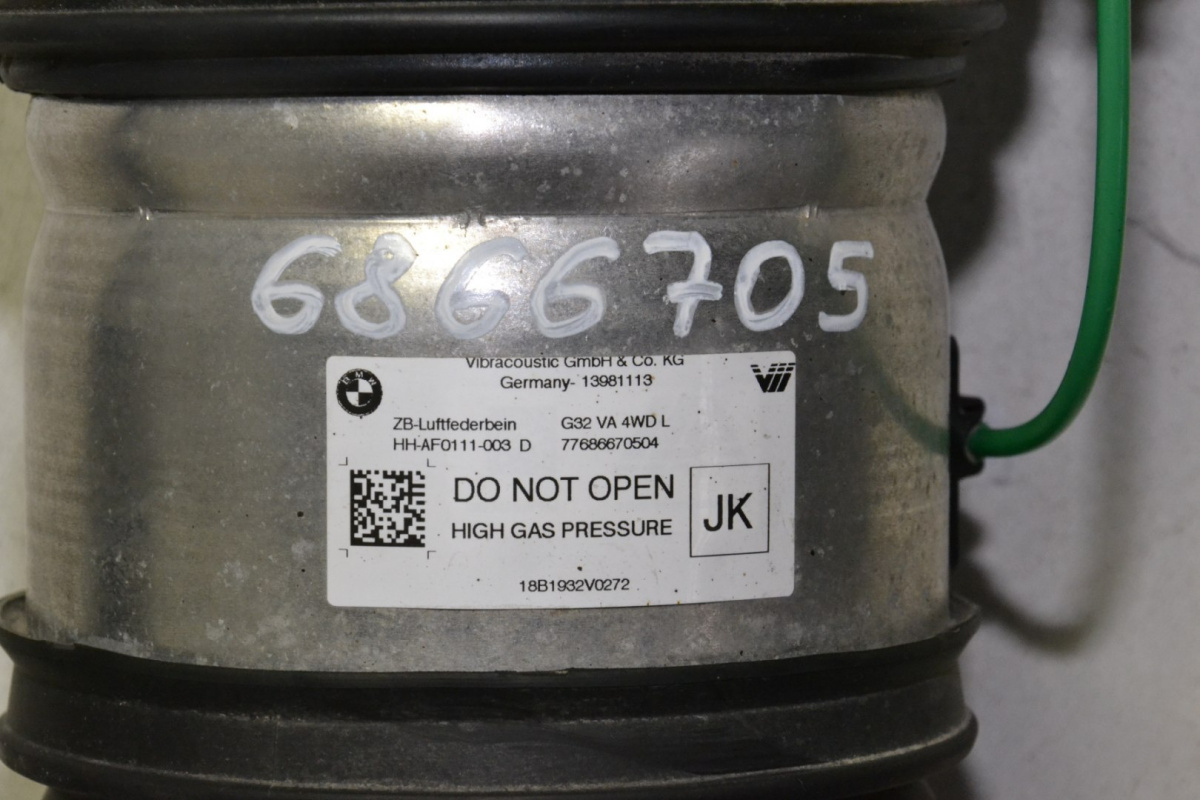 6866705
Vibracoustic GmbH & Co. KG
Germany- 13981113
BMW
ZB-Luftfederbein G32 VA 4WD L
HH-AF0111-003 D 77686670504
DO NOT OPEN
JK
HIGH GAS PRESSURE
18B1932V0272